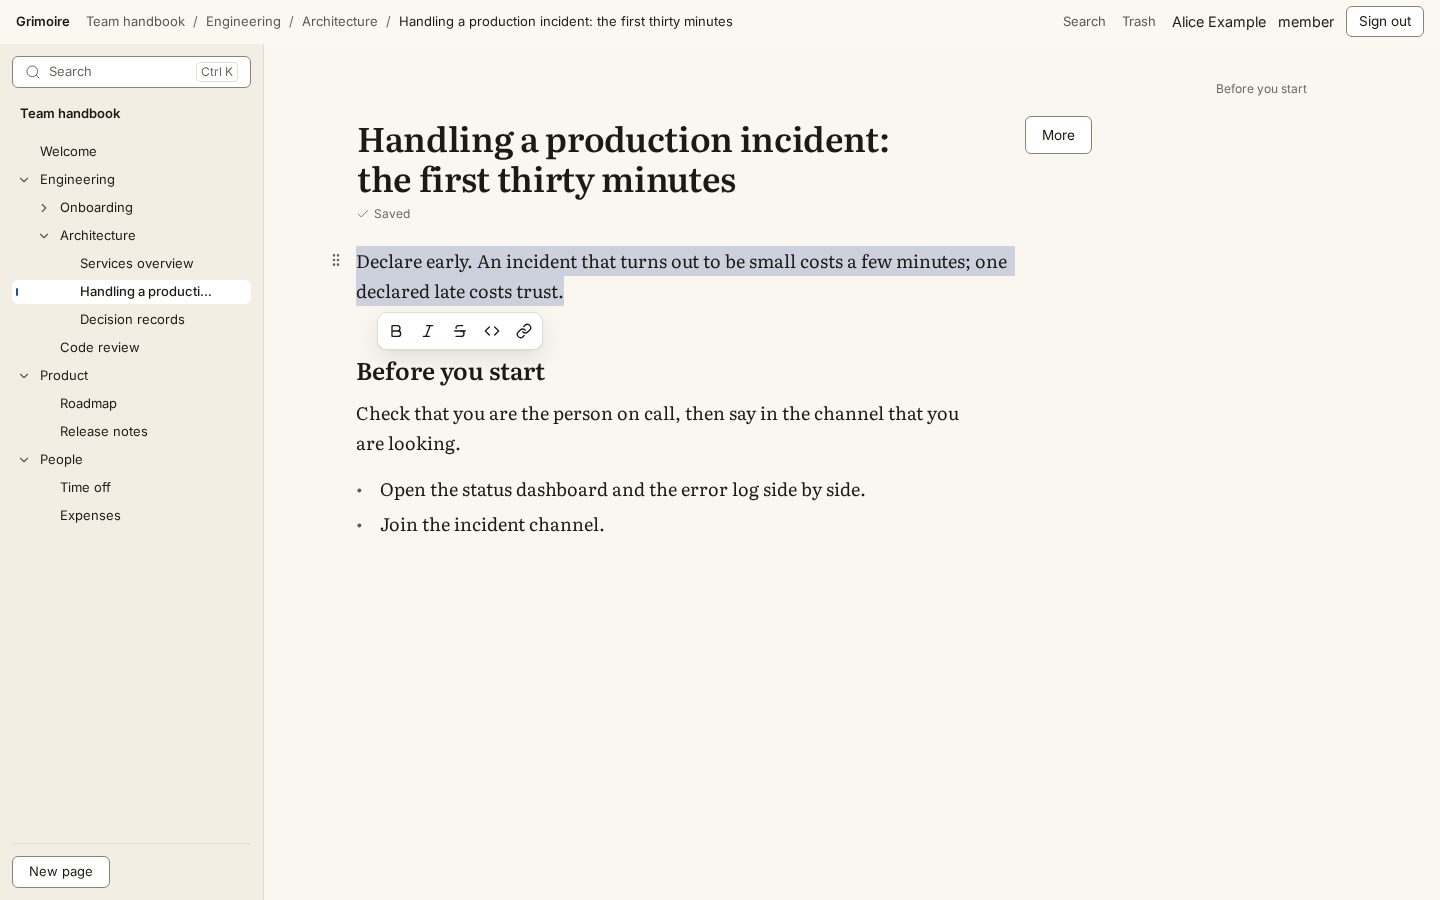 Grimoire Team handbook / Engineering / Architecture / Handling a production incident: the first thirty minutes Search Trash Alice Example member Sign out
Search Ctrl K
Team handbook
Welcome
Engineering
Onboarding
Architecture
Services overview
Handling a producti...
Decision records
Code review
Product
Roadmap
Release notes
People
Time off
Expenses
New page
Handling a production incident:
the first thirty minutes
More
Saved
Declare early. An incident that turns out to be small costs a few minutes; one
declared late costs trust.
Before you start
Check that you are the person on call, then say in the channel that you
are looking.
• Open the status dashboard and the error log side by side.
• Join the incident channel.
Before you start